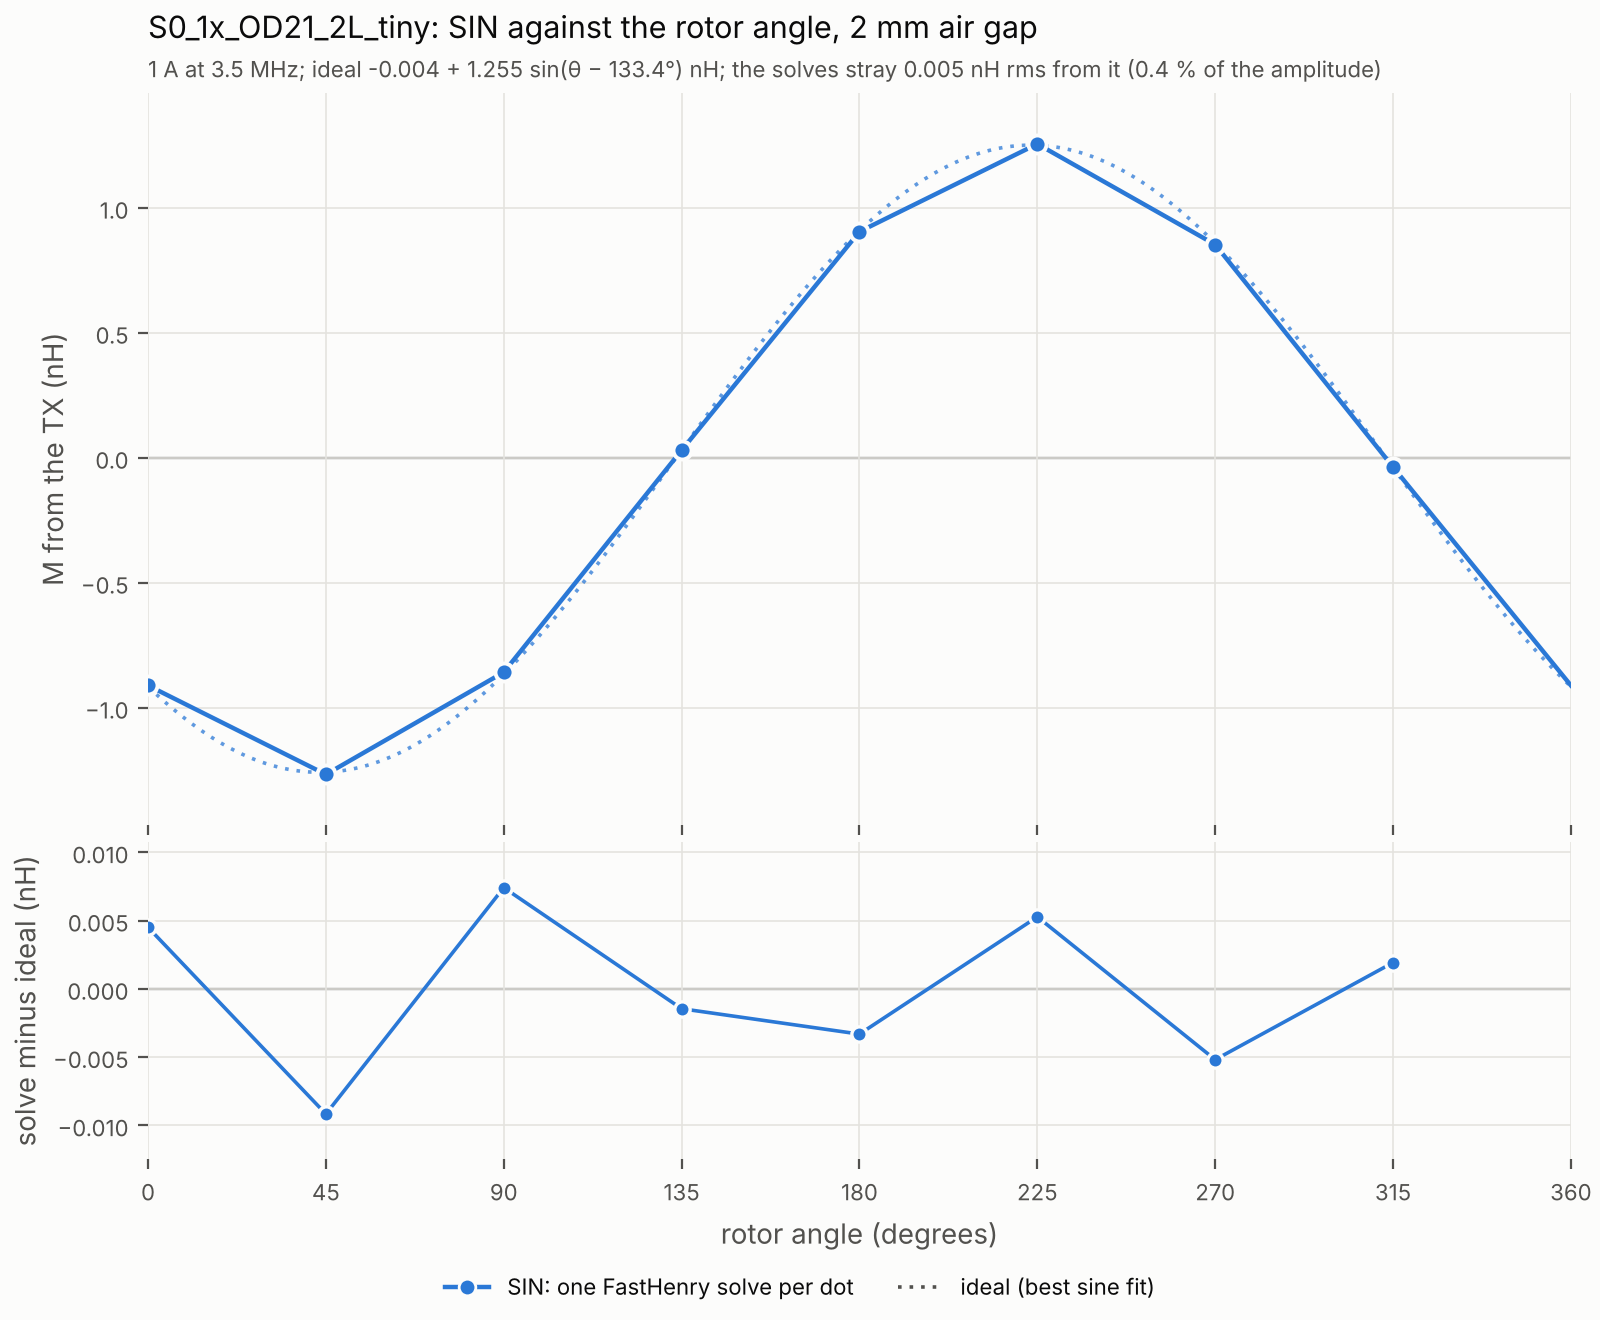 S0_1x_OD21_2L_tiny: SIN against the rotor angle, 2 mm air gap
1 A at 3.5 MHz; ideal -0.004 + 1.255 sin(θ − 133.4°) nH; the solves stray 0.005 nH rms from it (0.4 % of the amplitude)
M from the TX (nH)
1.0
0.5
0.0
−0.5
−1.0
solve minus ideal (nH)
0.010
0.005
0.000
−0.005
−0.010
0 45 90 135 180 225 270 315 360
rotor angle (degrees)
SIN: one FastHenry solve per dot ideal (best sine fit)